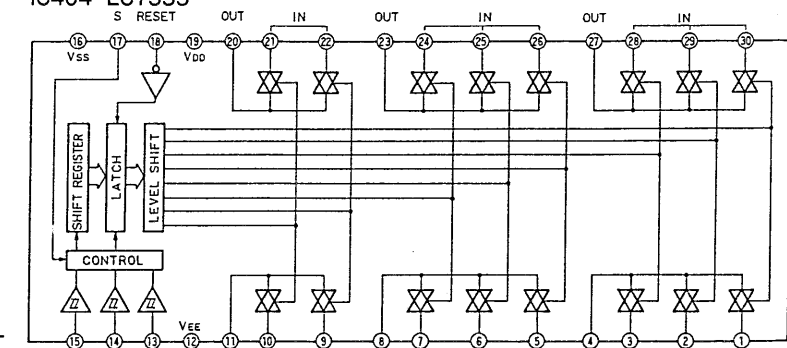 S RESET OUT IN OUT IN OUT IN
16 17 18 19 20 21 22 23 24 25 26 27 28 29 30
VSS VDD
SHIFT REGISTER
LATCH
LEVEL SHIFT
CONTROL
VEE
15 14 13 12 11 10 9 8 7 6 5 4 3 2 1